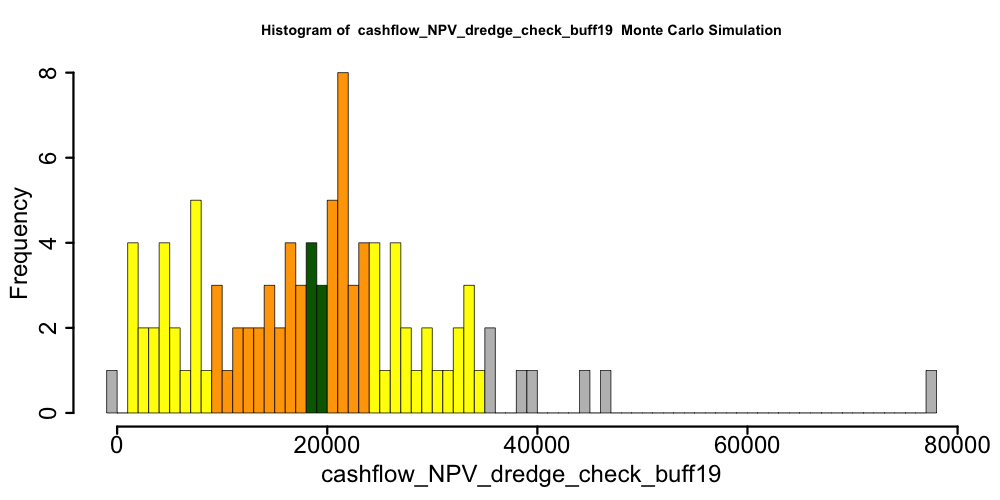 Histogram of  cashflow_NPV_dredge_check_buff19  Monte Carlo Simulation
Frequency
8
6
4
2
0
0 20000 40000 60000 80000
cashflow_NPV_dredge_check_buff19